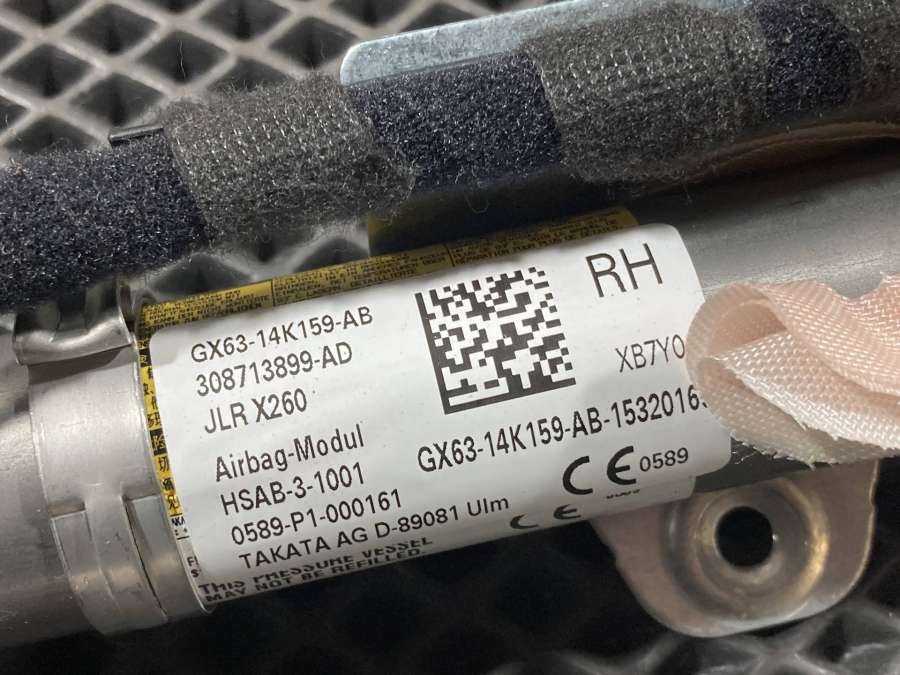 RH
GX63-14K159-AB
308713899-AD
JLR X260
XB7Y0
Airbag-Modul
GX63-14K159-AB-1532016
HSAB-3-1001
0589-P1-000161
CE 0589
TAKATA AG D-89081 Ulm
CE
THIS PRESSURE VESSEL
MAY NOT BE REFILLED.